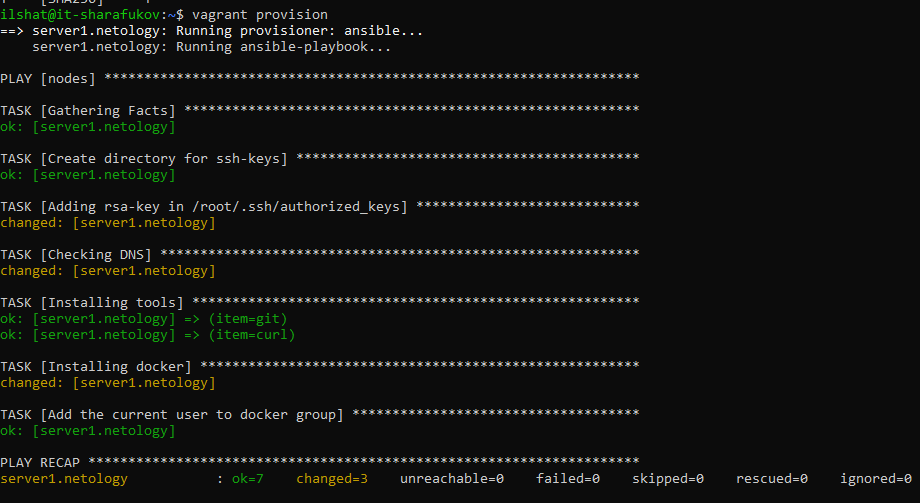 ilshat@it-sharafukov:~$ vagrant provision
==> server1.netology: Running provisioner: ansible...
    server1.netology: Running ansible-playbook...
PLAY [nodes] *******************************************************************
TASK [Gathering Facts] *********************************************************
ok: [server1.netology]
TASK [Create directory for ssh-keys] *******************************************
ok: [server1.netology]
TASK [Adding rsa-key in /root/.ssh/authorized_keys] ****************************
changed: [server1.netology]
TASK [Checking DNS] ************************************************************
changed: [server1.netology]
TASK [Installing tools] ********************************************************
ok: [server1.netology] => (item=git)
ok: [server1.netology] => (item=curl)
TASK [Installing docker] *******************************************************
changed: [server1.netology]
TASK [Add the current user to docker group] ************************************
ok: [server1.netology]
PLAY RECAP *********************************************************************
server1.netology           : ok=7    changed=3    unreachable=0    failed=0    skipped=0    rescued=0    ignored=0